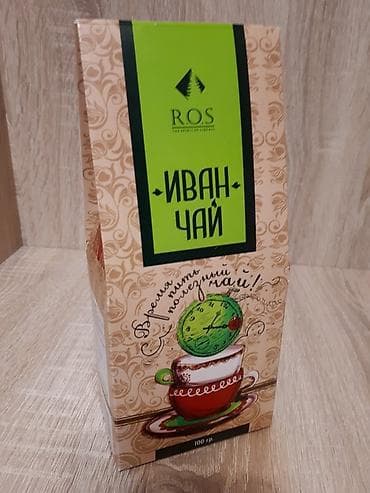 R.O.S
ИВАН
ЧАЙ
Время
пить
полезный
чай!
100 гр.